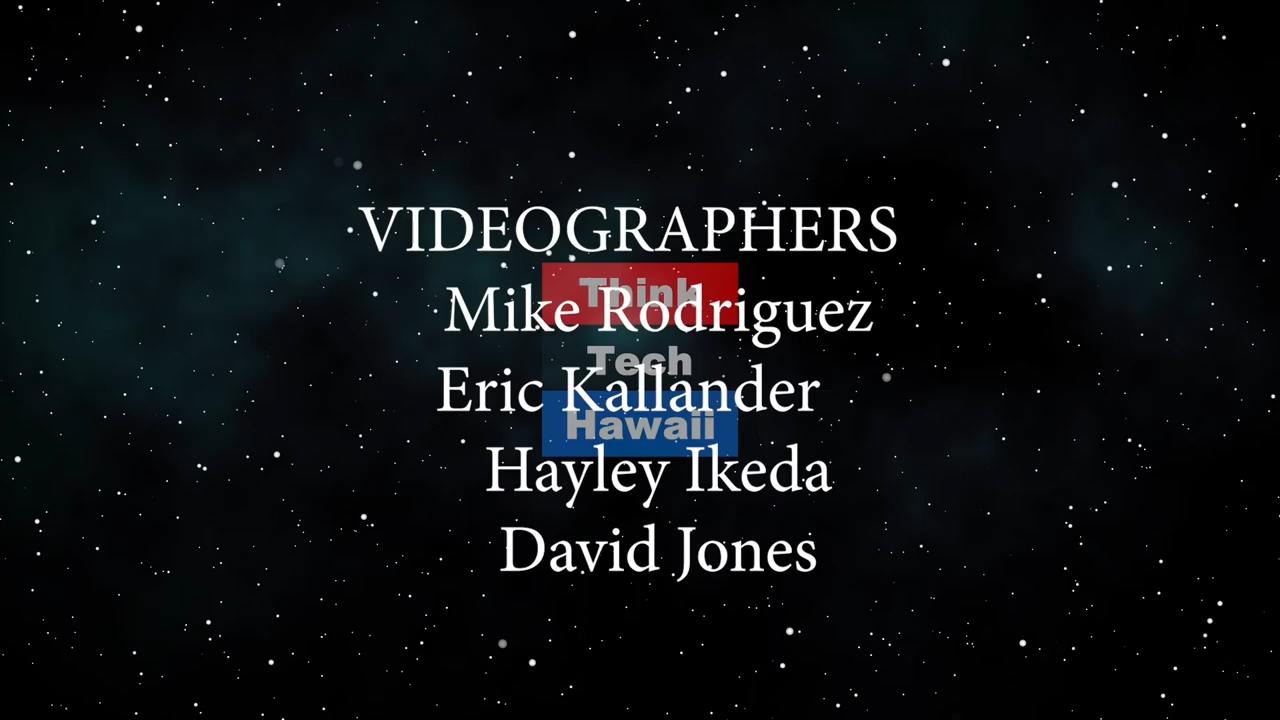 VIDEOGRAPHERS
Think
Mike Rodriguez
Tech
Eric Kallander
Hawaii
Hayley Ikeda
David Jones